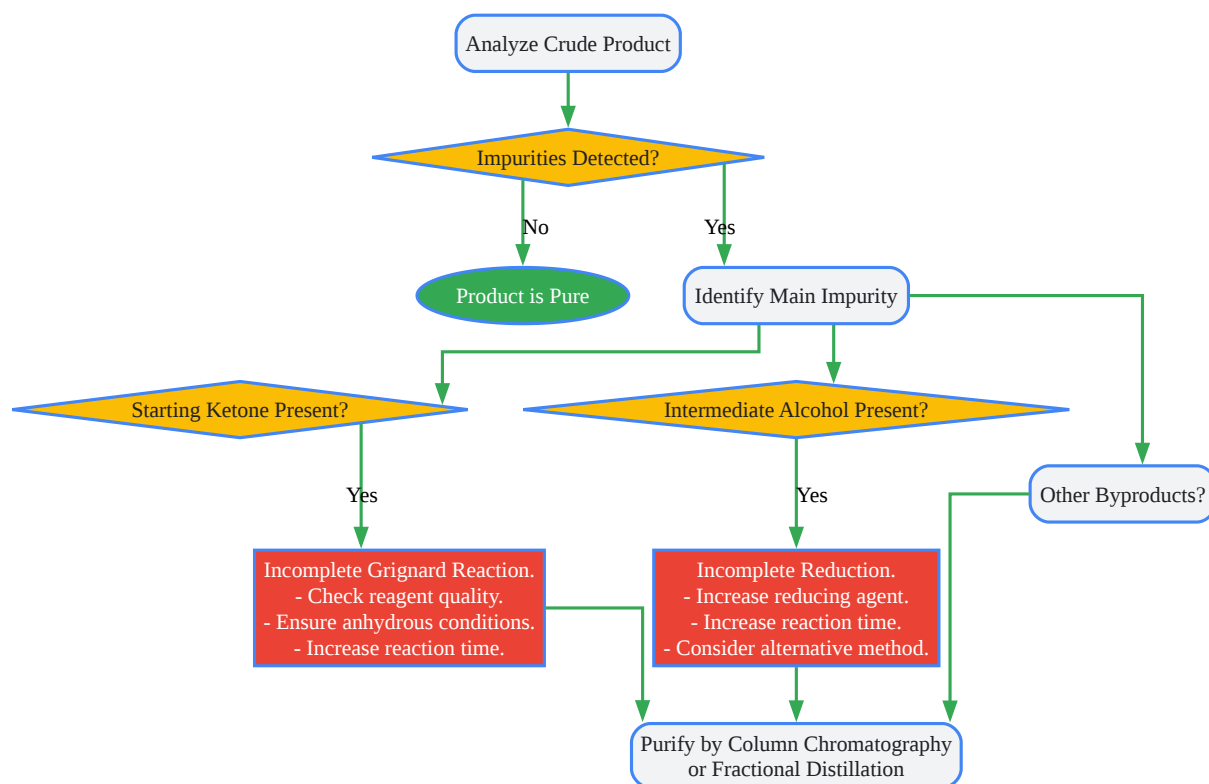 Analyze Crude Product
Impurities Detected?
No
Yes
Product is Pure
Identify Main Impurity
Starting Ketone Present?
Intermediate Alcohol Present?
Other Byproducts?
Yes
Yes
Incomplete Grignard Reaction.
- Check reagent quality.
- Ensure anhydrous conditions.
- Increase reaction time.
Incomplete Reduction.
- Increase reducing agent.
- Increase reaction time.
- Consider alternative method.
Purify by Column Chromatography
or Fractional Distillation